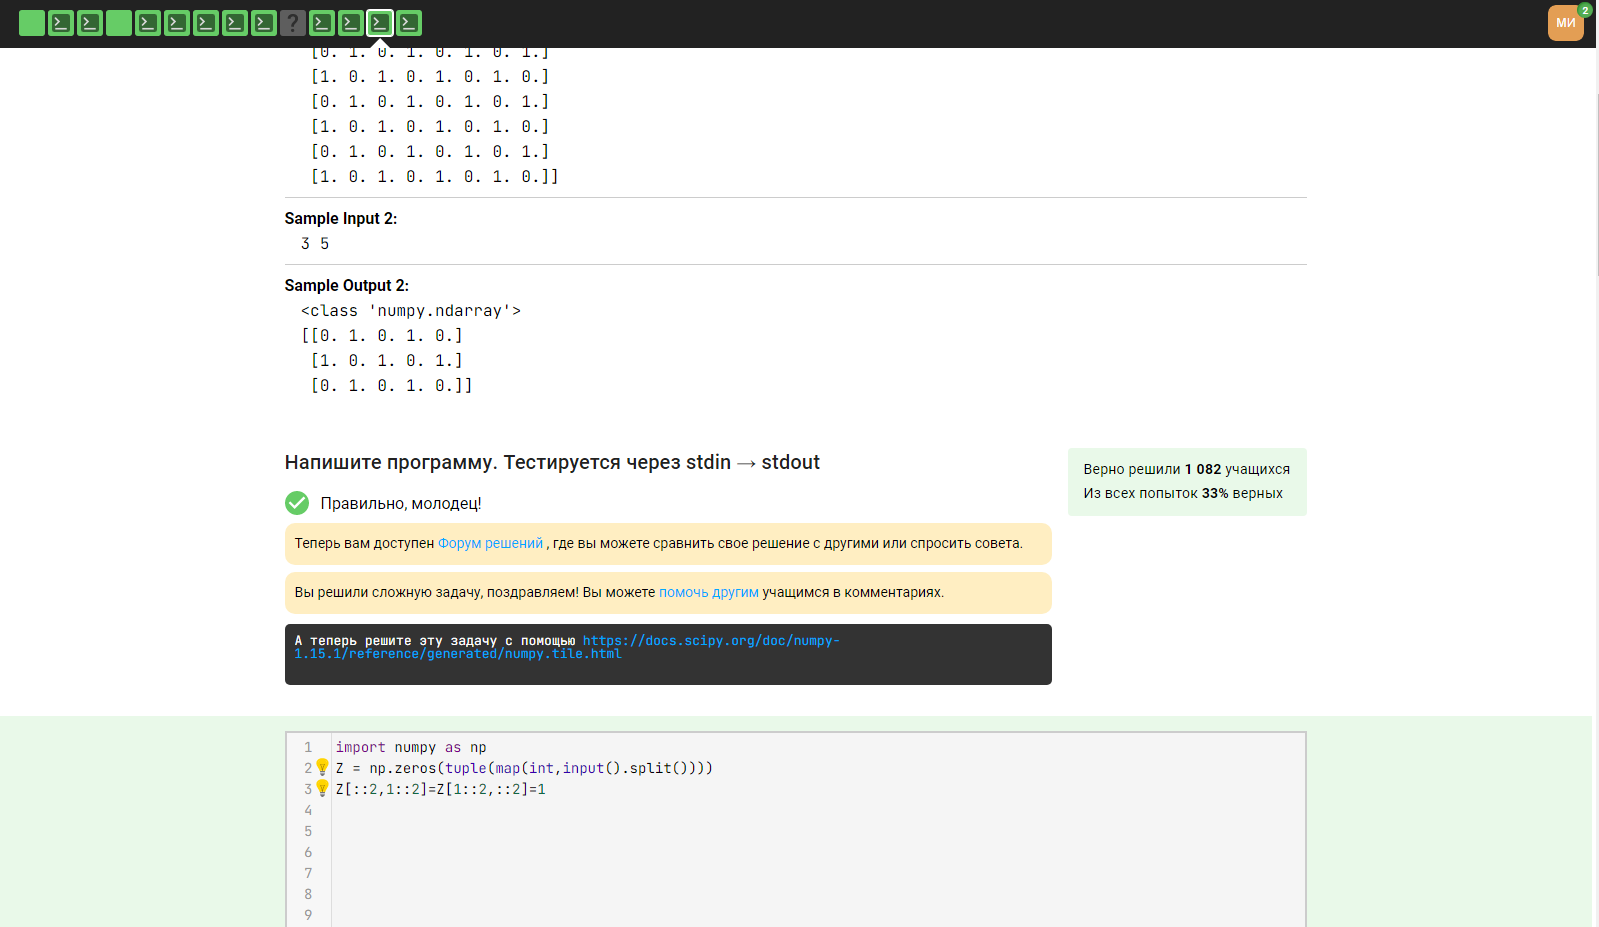 ?
МИ
2
[0. 1. 0. 1. 0. 1. 0. 1.]
[1. 0. 1. 0. 1. 0. 1. 0.]
[0. 1. 0. 1. 0. 1. 0. 1.]
[1. 0. 1. 0. 1. 0. 1. 0.]
[0. 1. 0. 1. 0. 1. 0. 1.]
[1. 0. 1. 0. 1. 0. 1. 0.]]
Sample Input 2:
3 5
Sample Output 2:
<class 'numpy.ndarray'>
[[0. 1. 0. 1. 0.]
[1. 0. 1. 0. 1.]
[0. 1. 0. 1. 0.]]
Напишите программу. Тестируется через stdin → stdout
Верно решили 1 082 учащихся
Из всех попыток 33% верных
Правильно, молодец!
Теперь вам доступен Форум решений , где вы можете сравнить свое решение с другими или спросить совета.
Вы решили сложную задачу, поздравляем! Вы можете помочь другим учащимся в комментариях.
А теперь решите эту задачу с помощью https://docs.scipy.org/doc/numpy-
1.15.1/reference/generated/numpy.tile.html
1 import numpy as np
2 Z = np.zeros(tuple(map(int,input().split())))
3 Z[::2,1::2]=Z[1::2,::2]=1
4
5
6
7
8
9